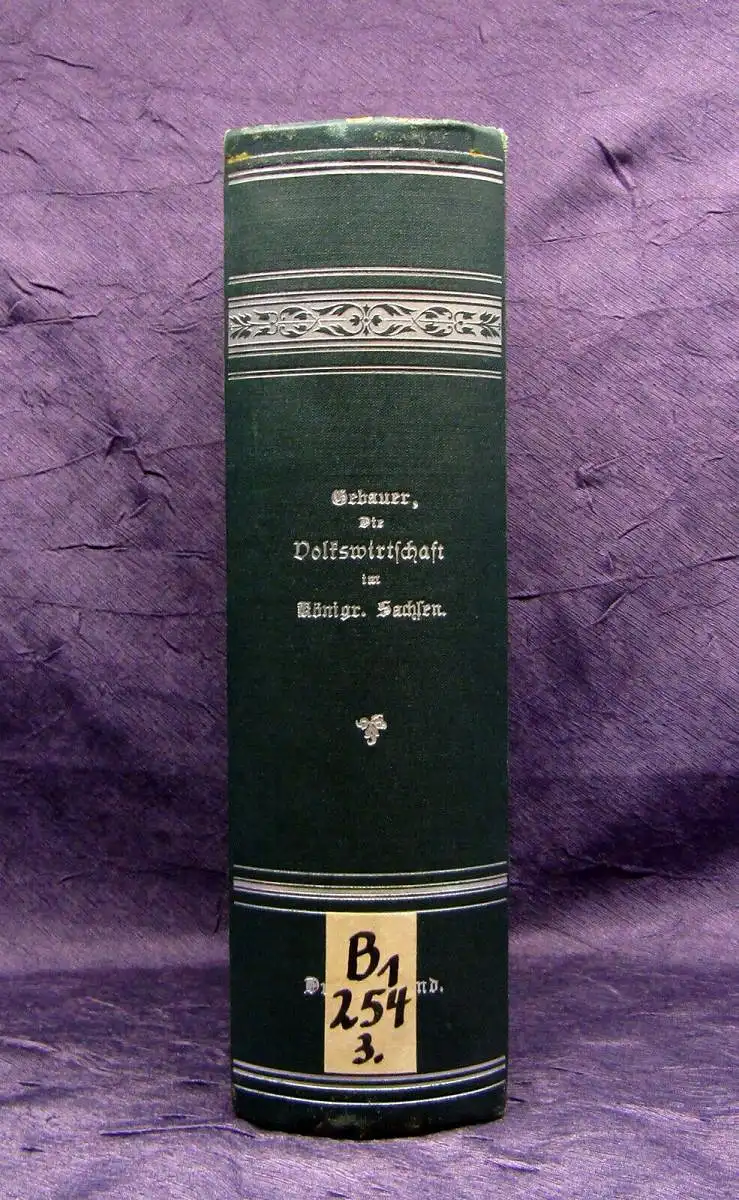 Gebauer,
Die
Volkswirtschaft
im
Königr. Sachsen.
B1
254
3.